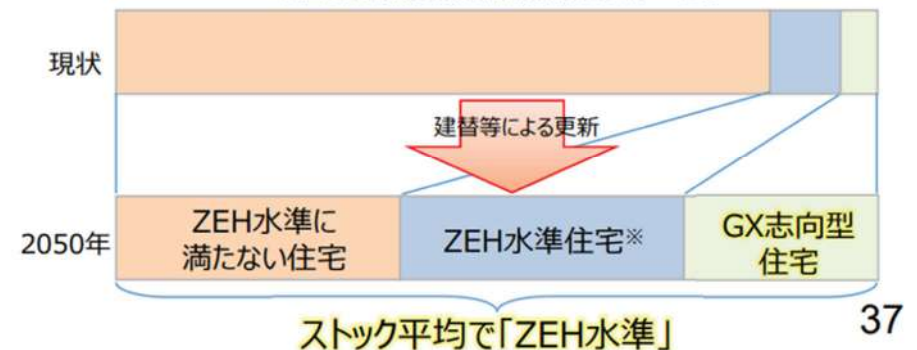 現状
建替等による更新
2050年
ZEH水準に
満たない住宅
ZEH水準住宅※
GX志向型
住宅
ストック平均で「ZEH水準」
37